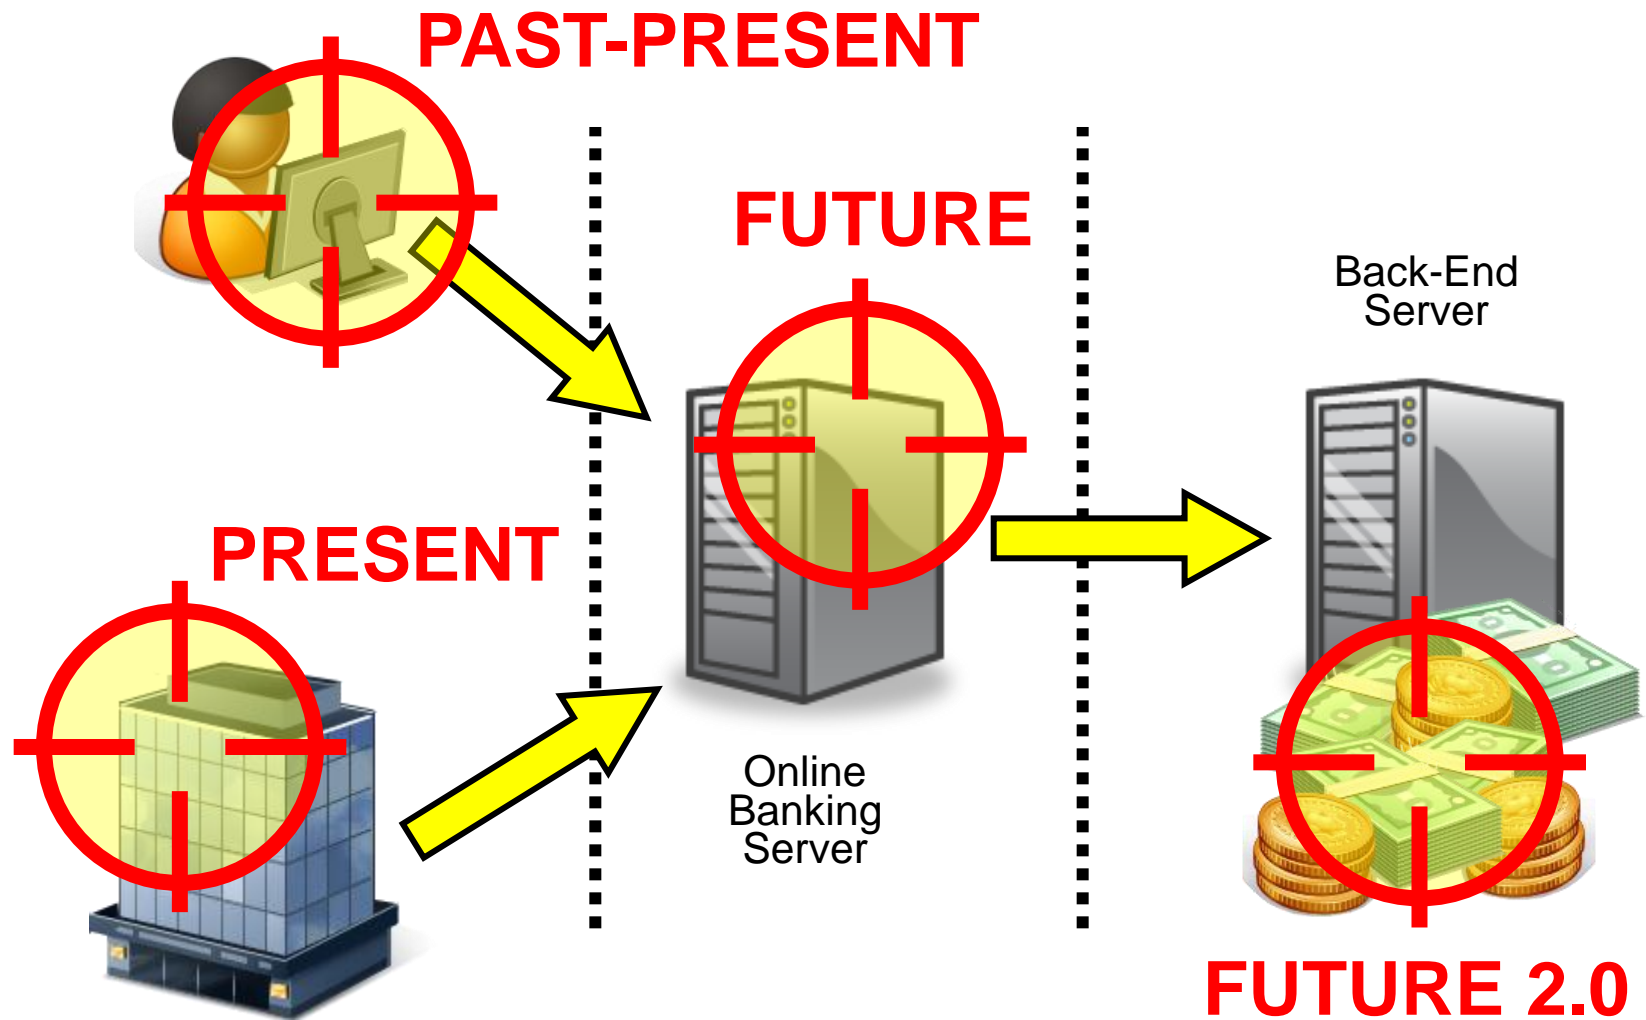 PAST-PRESENT
FUTURE
Back-End
Server
PRESENT
Online
Banking
Server
FUTURE 2.0